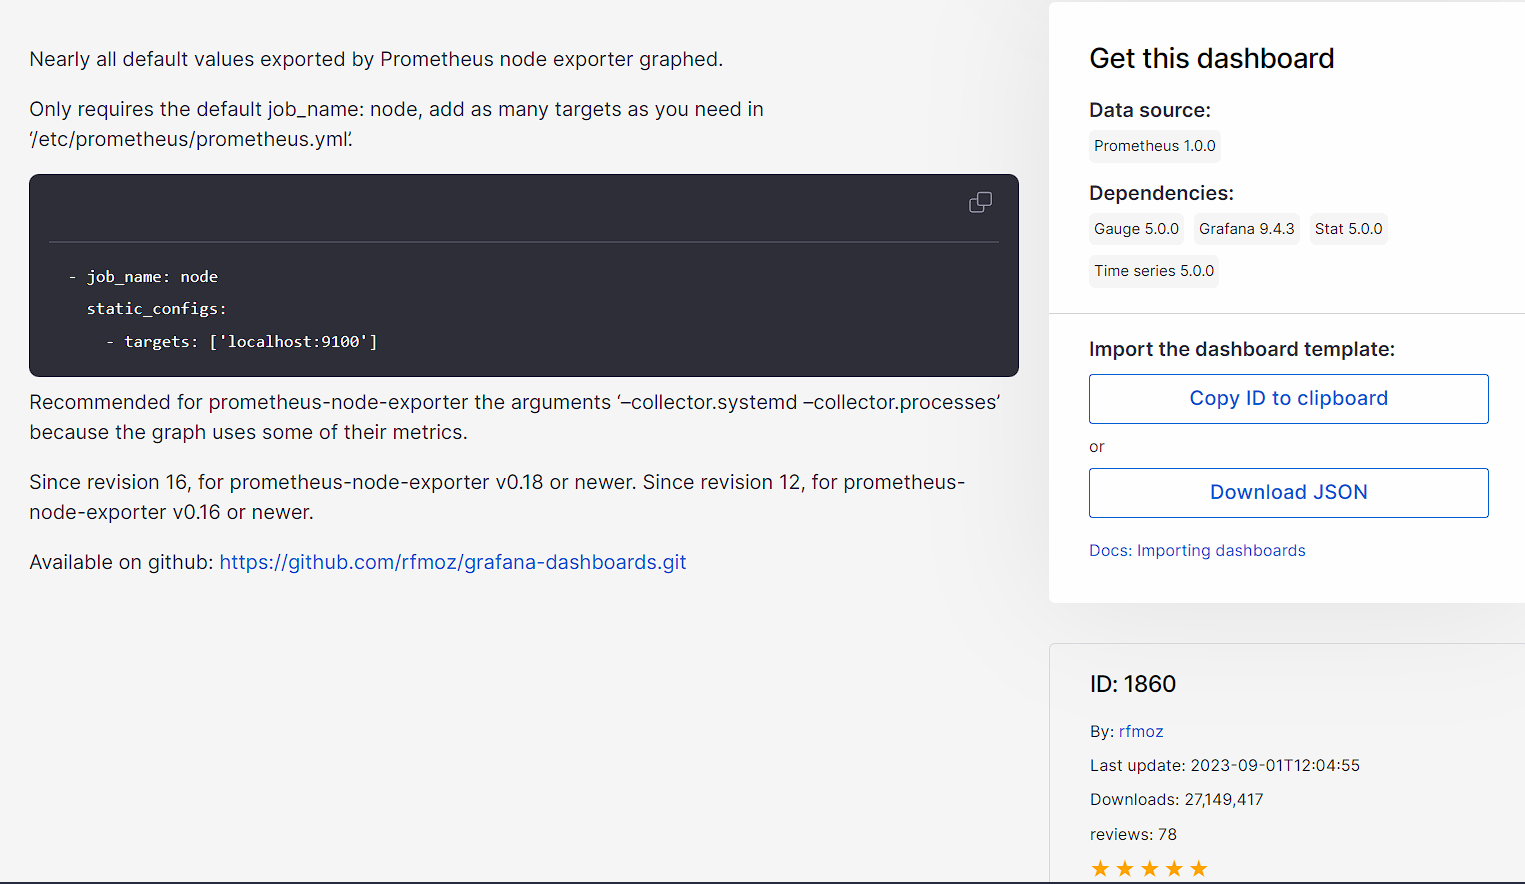 Nearly all default values exported by Prometheus node exporter graphed.
Only requires the default job_name: node, add as many targets as you need in
‘/etc/prometheus/prometheus.yml’.
- job_name: node
static_configs:
- targets: ['localhost:9100']
Recommended for prometheus-node-exporter the arguments ‘–collector.systemd –collector.processes’
because the graph uses some of their metrics.
Since revision 16, for prometheus-node-exporter v0.18 or newer. Since revision 12, for prometheus-
node-exporter v0.16 or newer.
Available on github: https://github.com/rfmoz/grafana-dashboards.git
Get this dashboard
Data source:
Prometheus 1.0.0
Dependencies:
Gauge 5.0.0 Grafana 9.4.3 Stat 5.0.0
Time series 5.0.0
Import the dashboard template:
Copy ID to clipboard
or
Download JSON
Docs: Importing dashboards
ID: 1860
By: rfmoz
Last update: 2023-09-01T12:04:55
Downloads: 27,149,417
reviews: 78